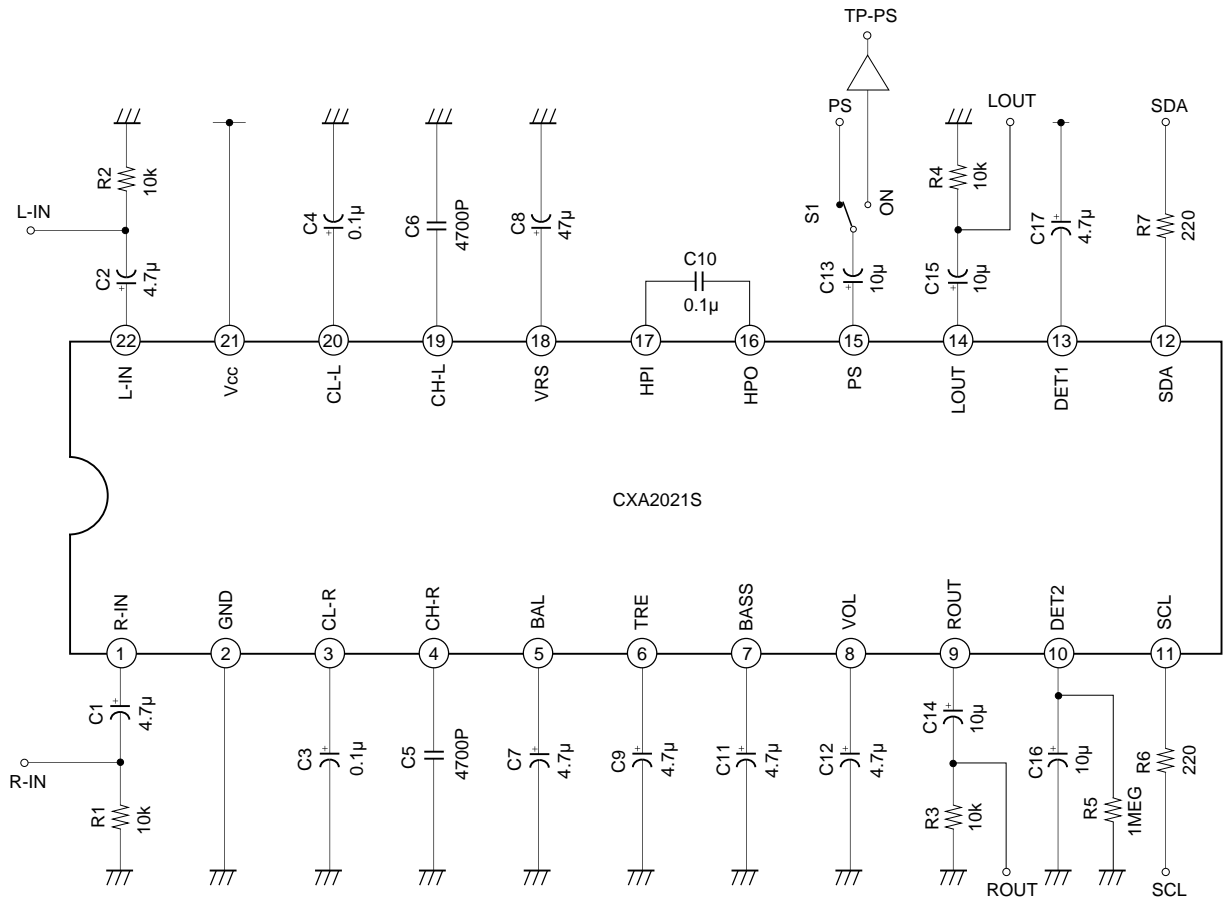 TP-PS
PS
LOUT
SDA
R2
10k
L-IN
C2
4.7µ
C4
0.1µ
C6
4700P
C8
47µ
C10
0.1µ
S1
ON
C13
10µ
R4
10k
C15
10µ
C17
4.7µ
R7
220
22
21
20
19
18
17
16
15
14
13
12
L-IN
Vcc
CL-L
CH-L
VRS
HPI
HPO
PS
LOUT
DET1
SDA
CXA2021S
R-IN
GND
CL-R
CH-R
BAL
TRE
BASS
VOL
ROUT
DET2
SCL
1
2
3
4
5
6
7
8
9
10
11
C1
4.7µ
R-IN
R1
10k
C3
0.1µ
C5
4700P
C7
4.7µ
C9
4.7µ
C11
4.7µ
C12
4.7µ
C14
10µ
R3
10k
C16
10µ
R5
1MEG
R6
220
ROUT
SCL